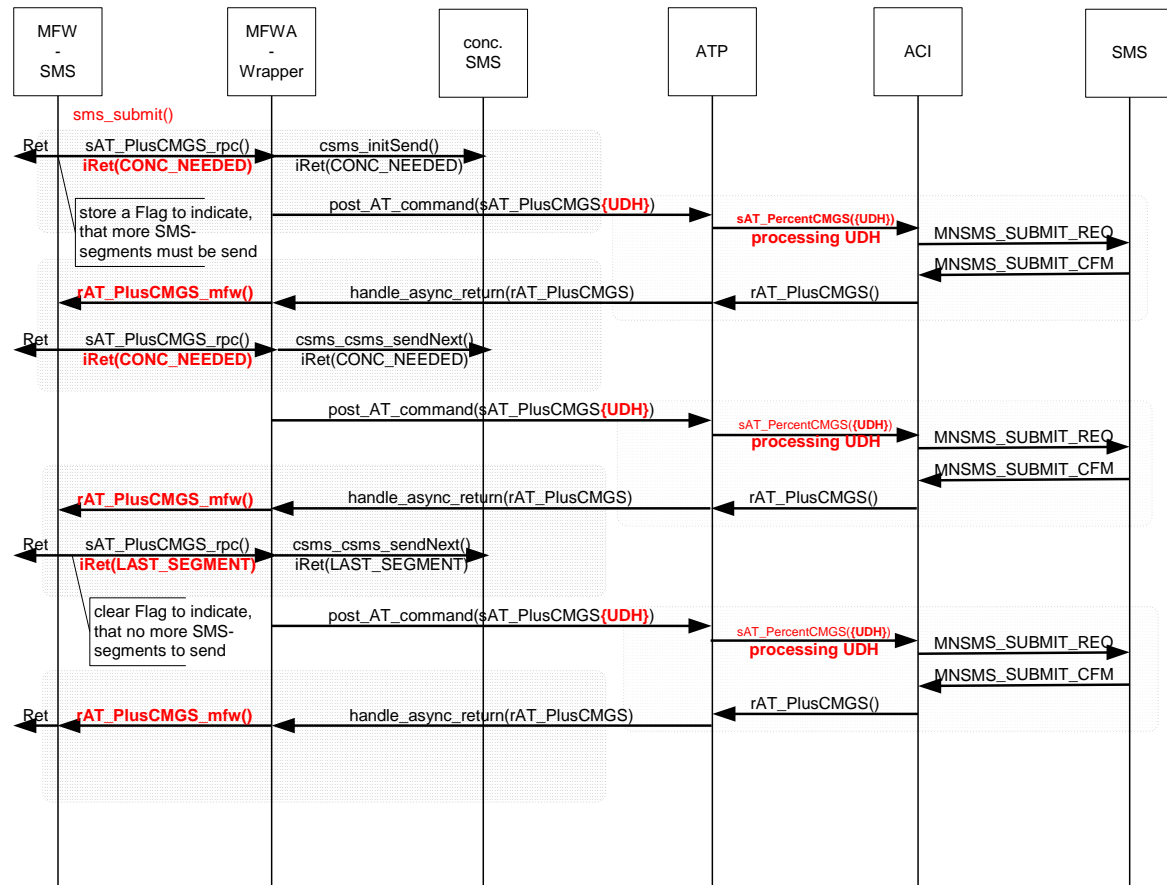 MFW
-
SMS
MFWA
-
Wrapper
conc.
SMS
ATP
ACI
SMS
sms_submit()
Ret
sAT_PlusCMGS_rpc()
csms_initSend()
iRet(CONC_NEEDED)
iRet(CONC_NEEDED)
store a Flag to indicate,
that more SMS-
segments must be send
post_AT_command(sAT_PlusCMGS{UDH})
sAT_PercentCMGS({UDH})
processing UDH
MNSMS_SUBMIT_REQ
MNSMS_SUBMIT_CFM
rAT_PlusCMGS_mfw()
handle_async_return(rAT_PlusCMGS)
rAT_PlusCMGS()
Ret
sAT_PlusCMGS_rpc()
csms_csms_sendNext()
iRet(CONC_NEEDED)
iRet(CONC_NEEDED)
post_AT_command(sAT_PlusCMGS{UDH})
sAT_PercentCMGS({UDH})
processing UDH
MNSMS_SUBMIT_REQ
MNSMS_SUBMIT_CFM
rAT_PlusCMGS_mfw()
handle_async_return(rAT_PlusCMGS)
rAT_PlusCMGS()
Ret
sAT_PlusCMGS_rpc()
csms_csms_sendNext()
iRet(LAST_SEGMENT)
iRet(LAST_SEGMENT)
clear Flag to indicate,
that no more SMS-
segments to send
post_AT_command(sAT_PlusCMGS{UDH})
sAT_PercentCMGS({UDH})
processing UDH
MNSMS_SUBMIT_REQ
MNSMS_SUBMIT_CFM
rAT_PlusCMGS()
Ret
rAT_PlusCMGS_mfw()
handle_async_return(rAT_PlusCMGS)